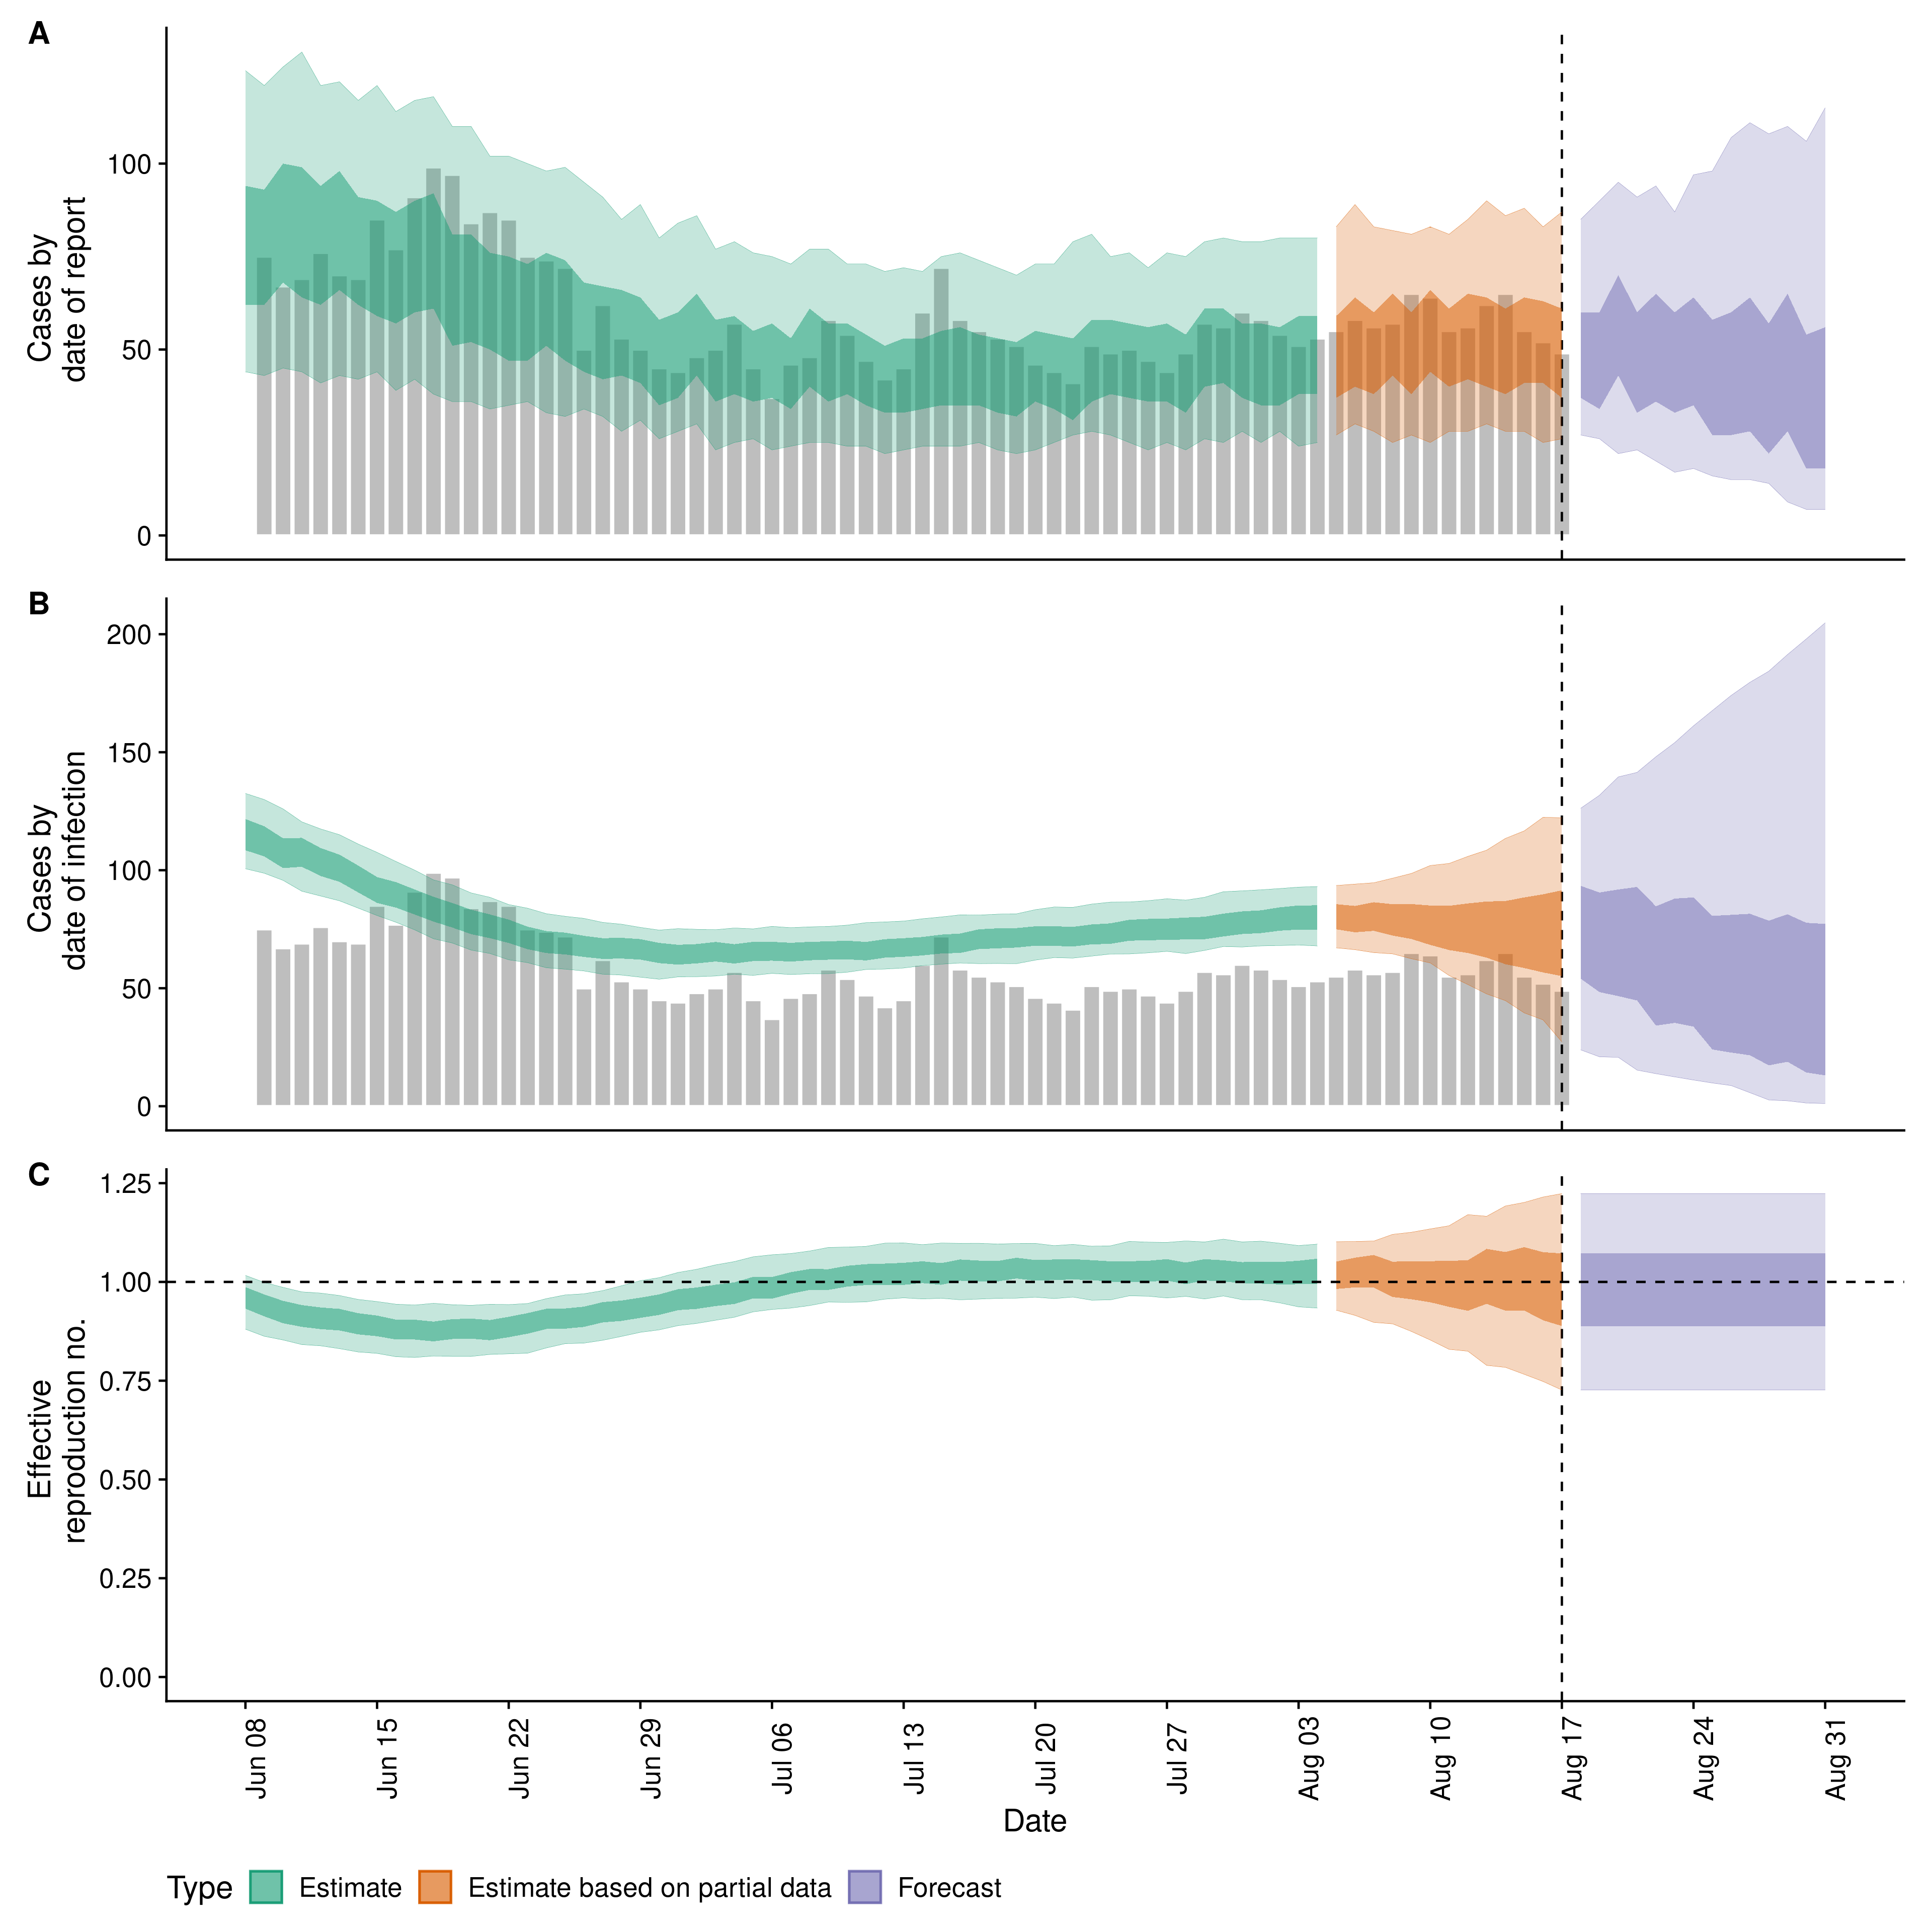 A
Cases by
date of report
100
50
0
B
Cases by
date of infection
200
150
100
50
0
C
Effective
reproduction no.
1.25
1.00
0.75
0.50
0.25
0.00
Jun 08
Jun 15
Jun 22
Jun 29
Jul 06
Jul 13
Jul 20
Jul 27
Aug 03
Aug 10
Aug 17
Aug 24
Aug 31
Date
Type Estimate Estimate based on partial data Forecast